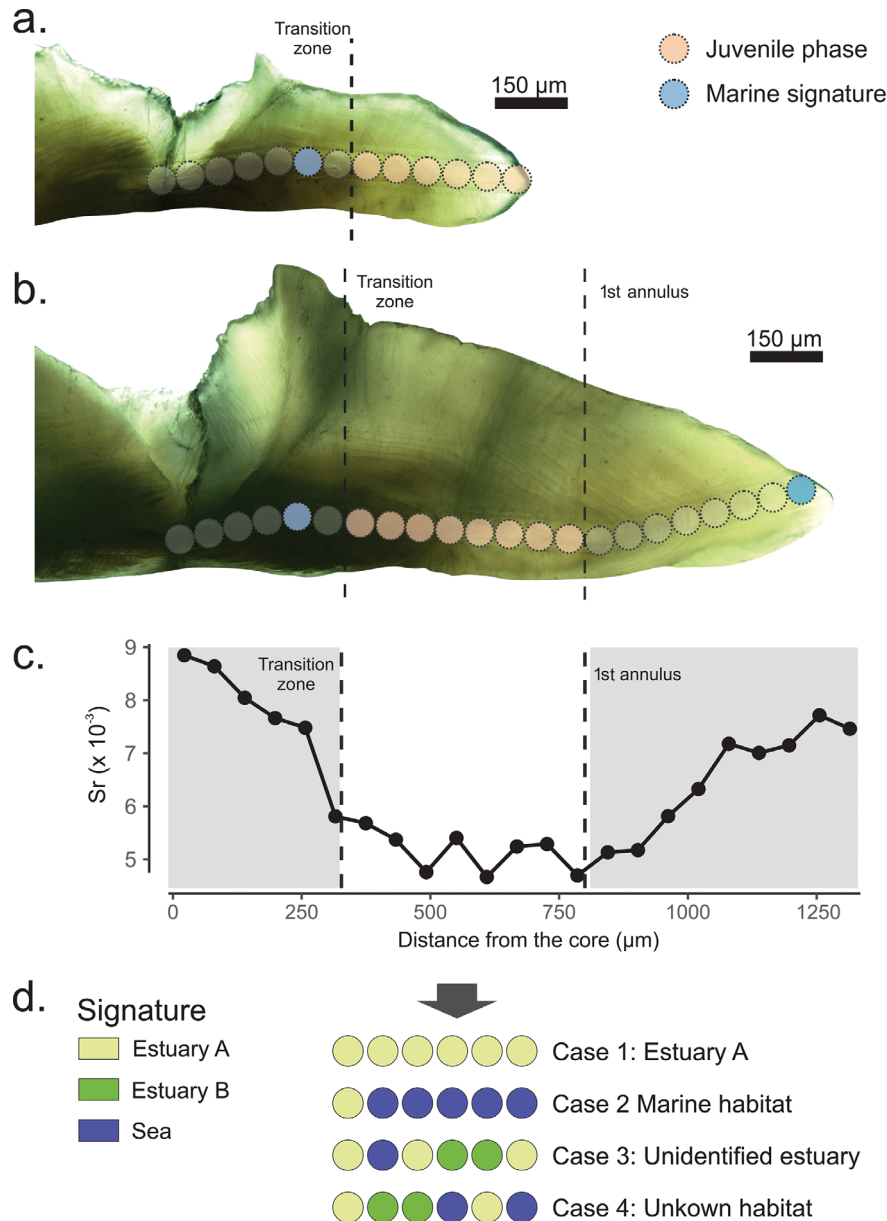 a.
Transition
zone
150 µm
Juvenile phase
Marine signature
b.
Transition
zone
1st annulus
150 µm
c.
Sr (x 10⁻³)
9
8
7
6
5
Transition
zone
1st annulus
0
250
500
750
1000
1250
Distance from the core (µm)
d.
Signature
Estuary A
Estuary B
Sea
Case 1: Estuary A
Case 2 Marine habitat
Case 3: Unidentified estuary
Case 4: Unkown habitat